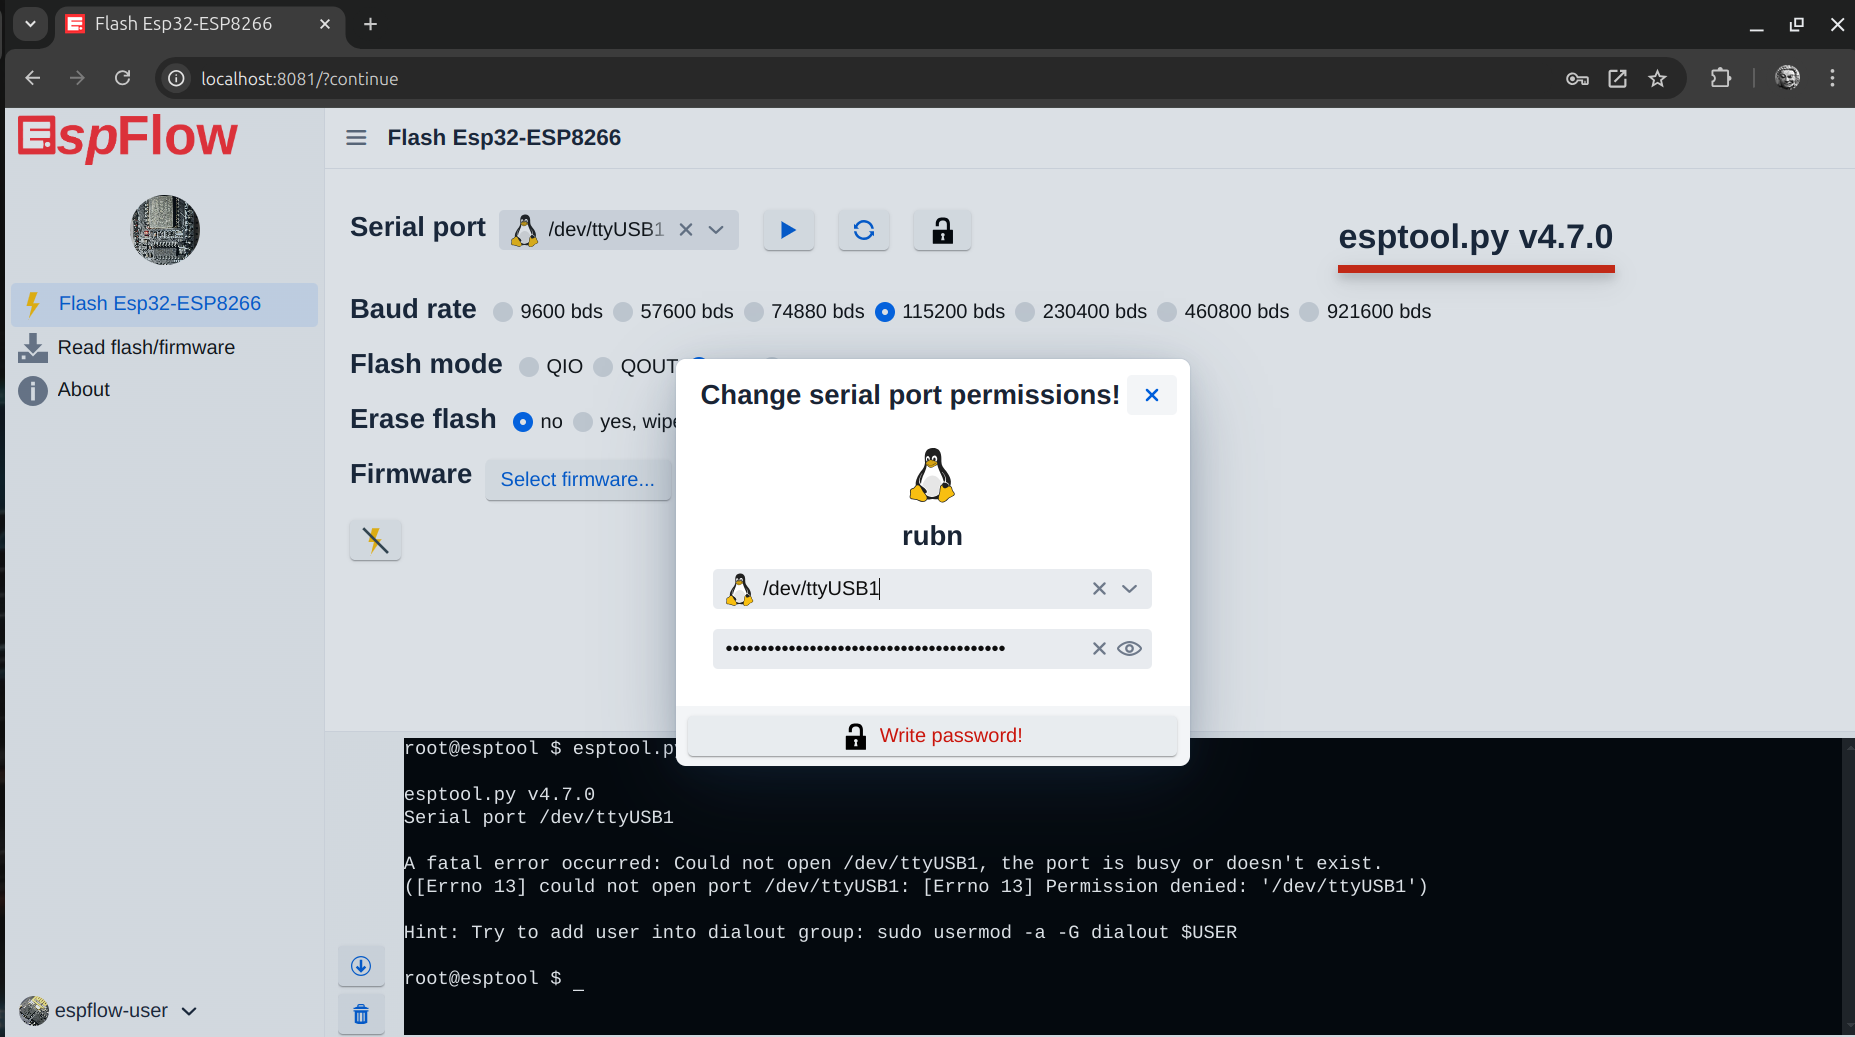 Flash Esp32-ESP8266
localhost:8081/?continue
EspFlow
Flash Esp32-ESP8266
Read flash/firmware
About
espflow-user
Flash Esp32-ESP8266
Serial port /dev/ttyUSB1
esptool.py v4.7.0
Baud rate 9600 bds 57600 bds 74880 bds 115200 bds 230400 bds 460800 bds 921600 bds
Flash mode QIO QOUT
Erase flash no yes,
Firmware Select firmware...
Change serial port permissions!
rubn
/dev/ttyUSB1
••••••••••••••••••••••••••••••••••••••••
Write password!
root@esptool $ esptool.p
esptool.py v4.7.0
Serial port /dev/ttyUSB1
A fatal error occurred: Could not open /dev/ttyUSB1, the port is busy or doesn't exist.
([Errno 13] could not open port /dev/ttyUSB1: [Errno 13] Permission denied: '/dev/ttyUSB1')
Hint: Try to add user into dialout group: sudo usermod -a -G dialout $USER
root@esptool $ _